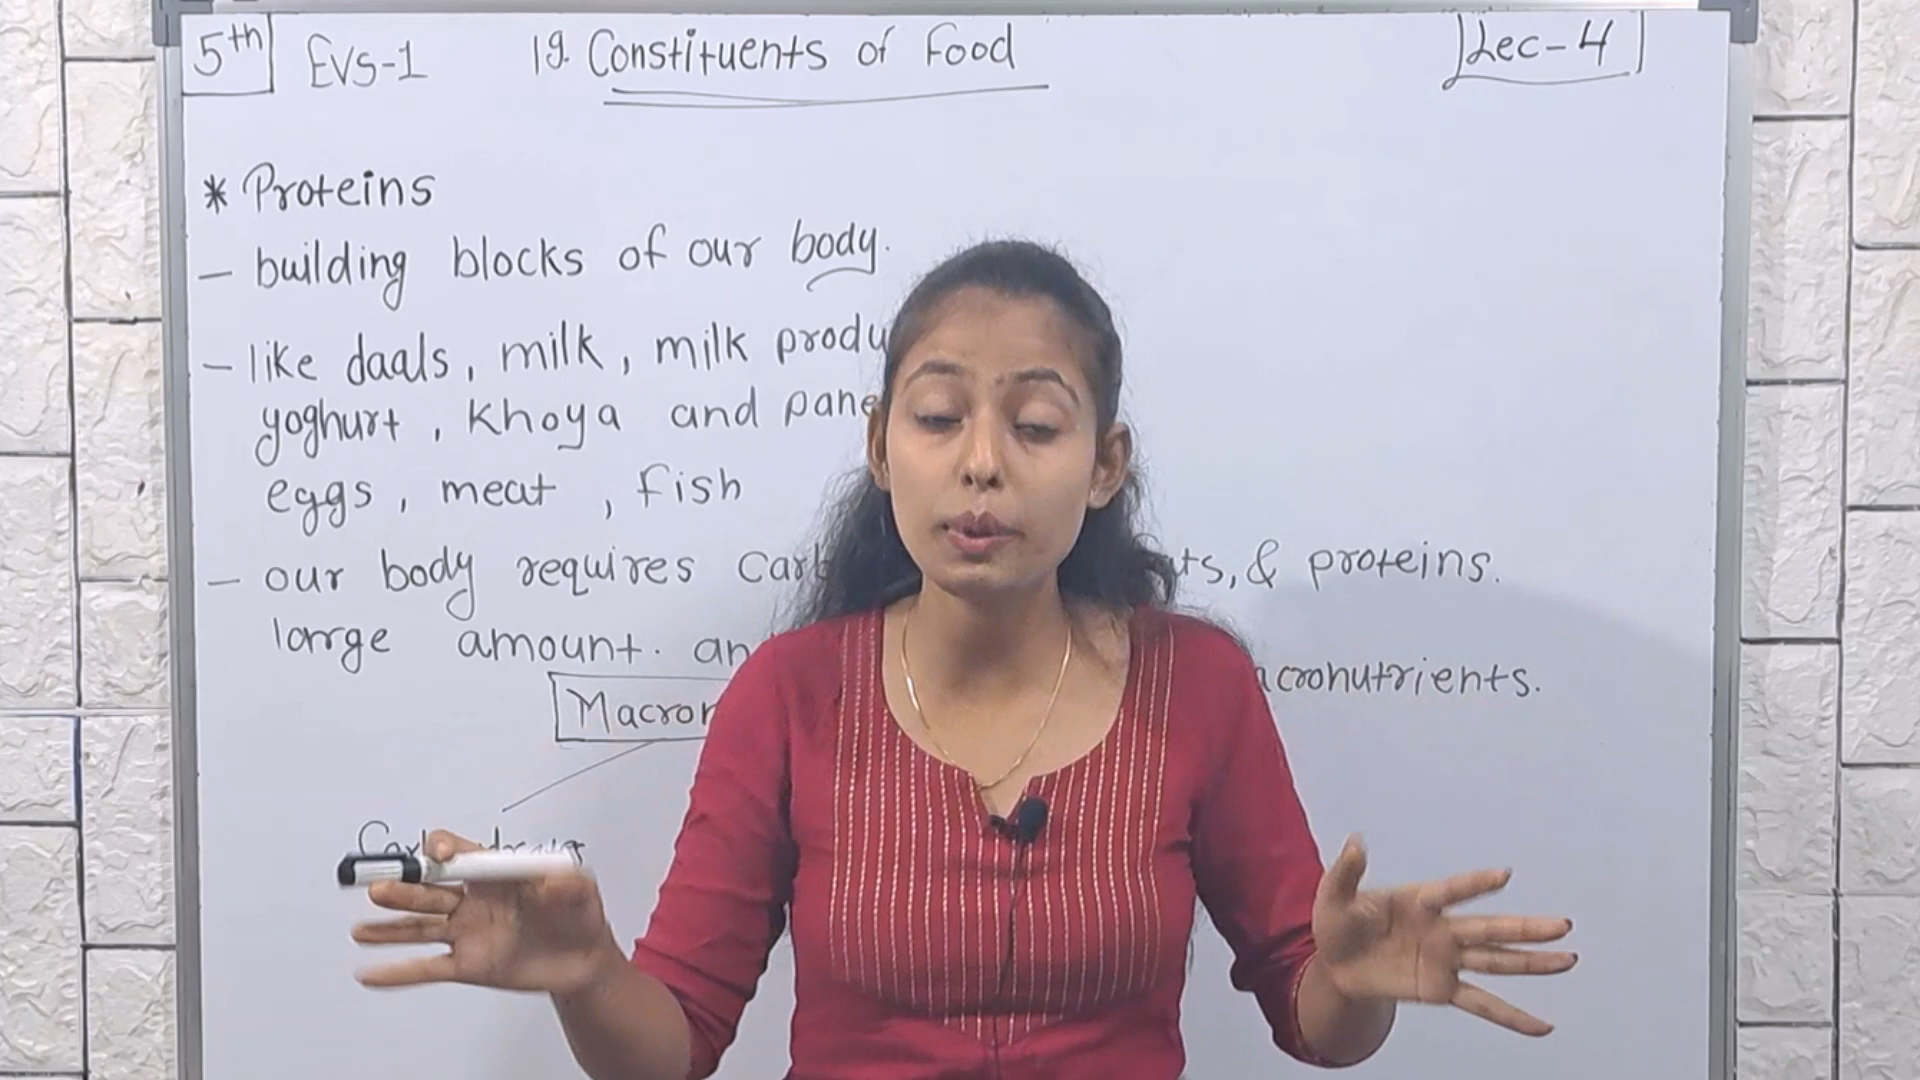 5th EVS-1 19. Constituents of Food Lec-4
* Proteins
- building blocks of our body.
- like daals, milk, milk produ
yoghurt, khoya and pane
eggs, meat, fish
- our body requires Carb ts, & proteins.
large amount. an acronutrients.
Macron